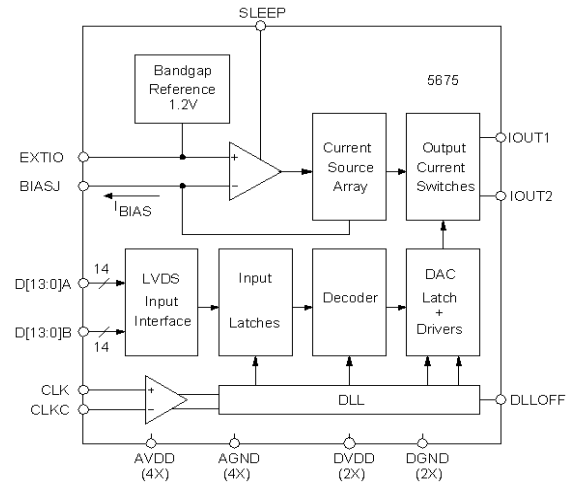 SLEEP
Bandgap
Reference
1.2V
5675
EXTIO
BIASJ
IBIAS
+
−
Current
Source
Array
Output
Current
Switches
IOUT1
IOUT2
D[13:0]A
14
D[13:0]B
14
LVDS
Input
Interface
Input
Latches
Decoder
DAC
Latch
+
Drivers
CLK
CLKC
+
−
DLL
DLLOFF
AVDD
(4X)
AGND
(4X)
DVDD
(2X)
DGND
(2X)